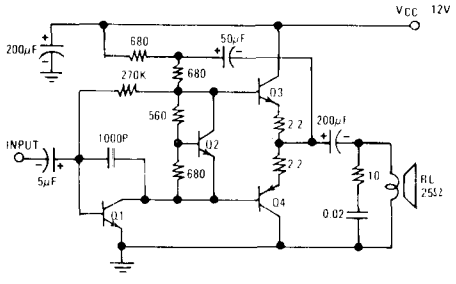 VCC 12V
200µF
680
50µF
680
270K
Q3
560
2.2
200µF
INPUT
1000P
Q2
2.2
10
RL
25Ω
680
5µF
Q1
Q4
0.02